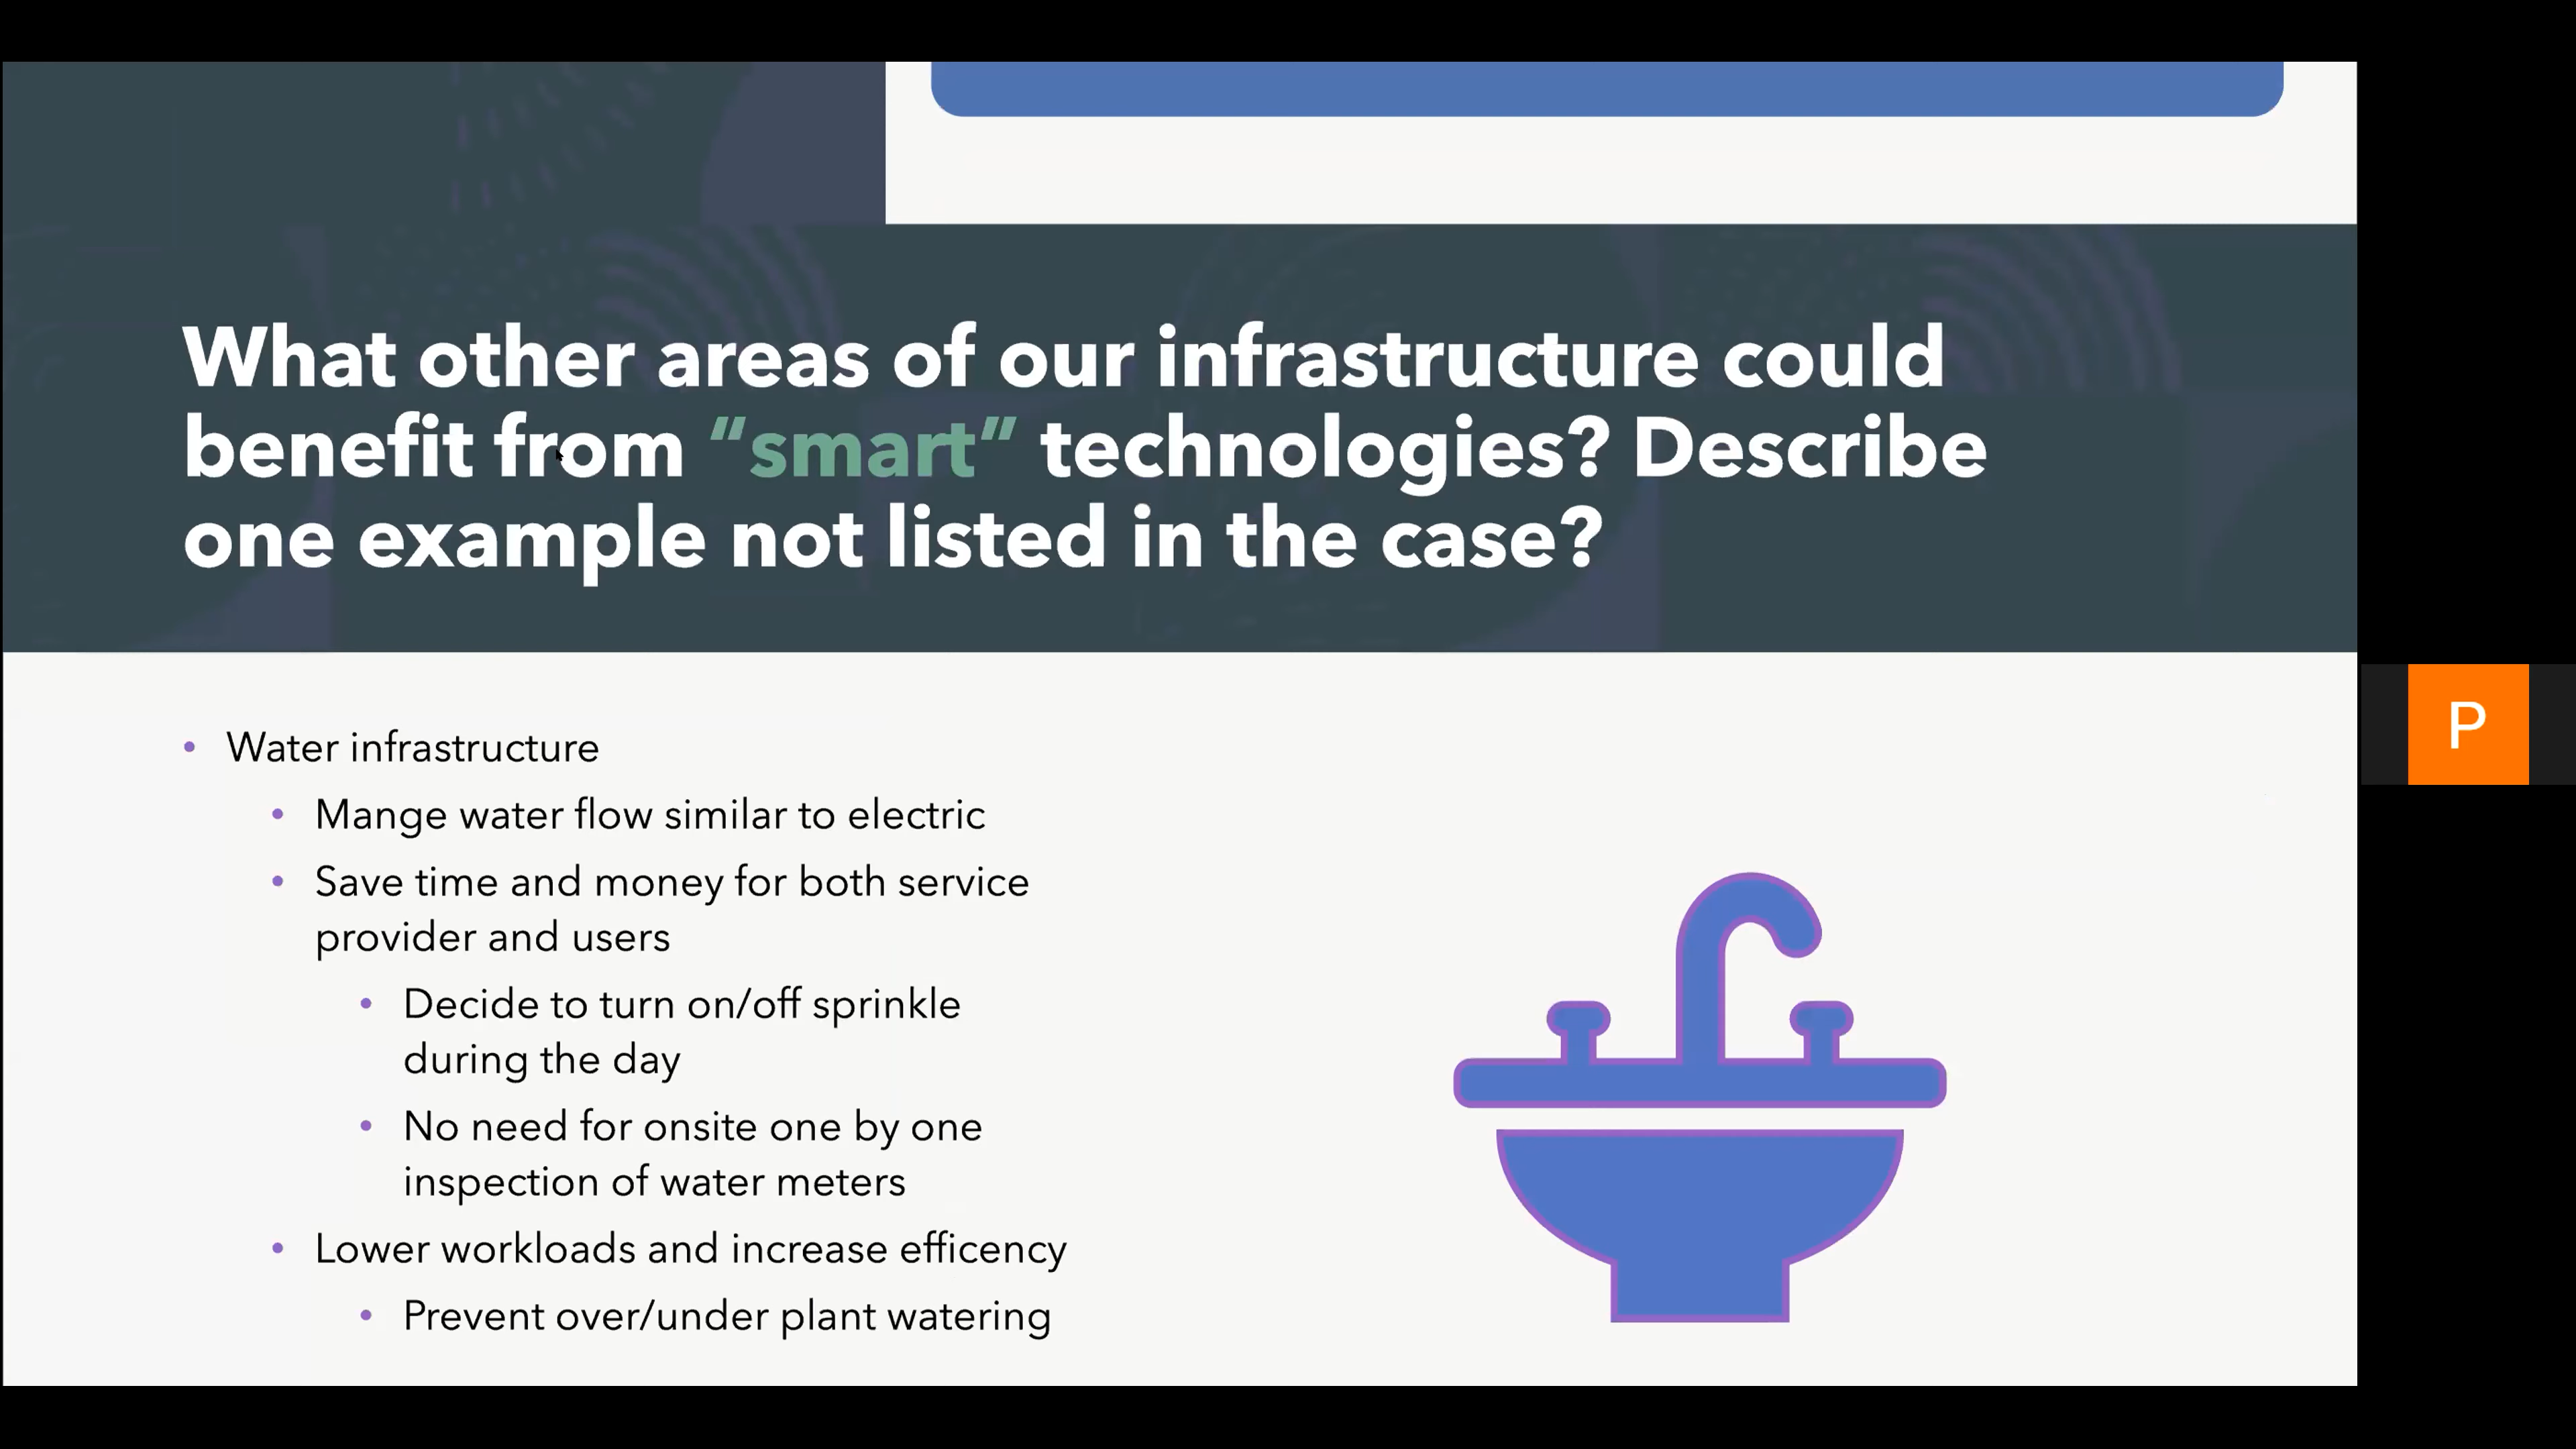 What other areas of our infrastructure could
benefit from “smart” technologies? Describe
one example not listed in the case?
• Water infrastructure
• Mange water flow similar to electric
• Save time and money for both service
provider and users
• Decide to turn on/off sprinkle
during the day
• No need for onsite one by one
inspection of water meters
• Lower workloads and increase efficency
• Prevent over/under plant watering
P